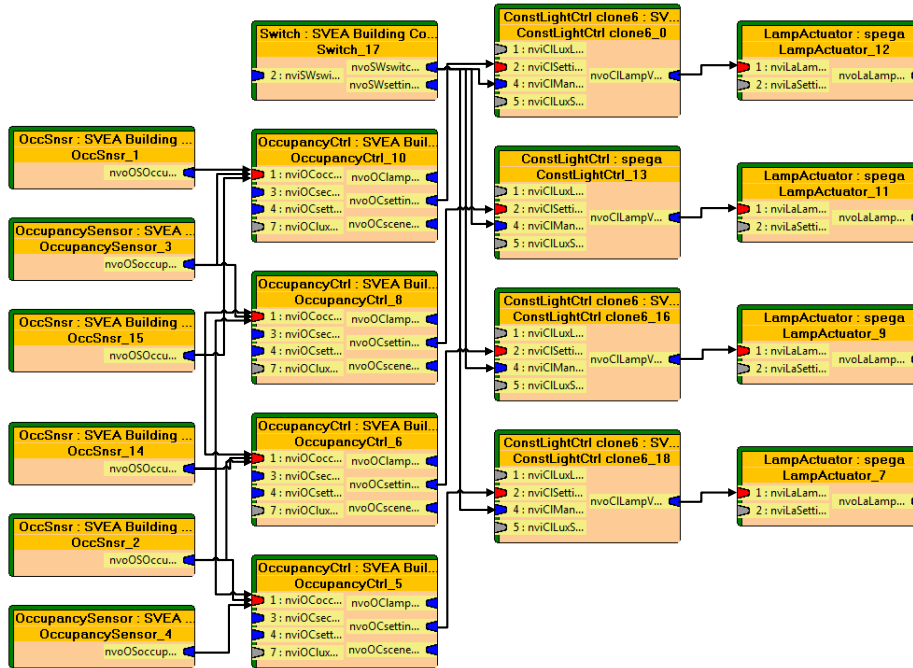 Switch : SVEA Building Co...
Switch_17
nvoSWswitc...
2 : nviSWswi...
nvoSWsettin...
ConstLightCtrl clone6 : SV...
ConstLightCtrl clone6_0
1 : nviClLuxL...
2 : nviClSetti...
nvoClLampV...
4 : nviClMan...
5 : nviClLuxS...
LampActuator : spega
LampActuator_12
1 : nviLaLam...
nvoLaLamp...
2 : nviLaSetti...
OccSnsr : SVEA Building ...
OccSnsr_1
nvoOSOccu...
OccupancyCtrl : SVEA Buil...
OccupancyCtrl_10
1 : nviOCocc...
nvoOClamp...
3 : nviOCsec...
nvoOCsettin...
4 : nviOCsett...
nvoOCscene...
7 : nviOClux...
ConstLightCtrl : spega
ConstLightCtrl_13
1 : nviClLuxL...
2 : nviClSetti...
nvoClLampV...
4 : nviClMan...
5 : nviClLuxS...
LampActuator : spega
LampActuator_11
1 : nviLaLam...
nvoLaLamp...
2 : nviLaSetti...
OccupancySensor : SVEA ...
OccupancySensor_3
nvoOSoccup...
OccupancyCtrl : SVEA Buil...
OccupancyCtrl_8
1 : nviOCocc...
nvoOClamp...
3 : nviOCsec...
nvoOCsettin...
4 : nviOCsett...
nvoOCscene...
7 : nviOClux...
ConstLightCtrl clone6 : SV...
ConstLightCtrl clone6_16
1 : nviClLuxL...
2 : nviClSetti...
nvoClLampV...
4 : nviClMan...
5 : nviClLuxS...
LampActuator : spega
LampActuator_9
1 : nviLaLam...
nvoLaLamp...
2 : nviLaSetti...
OccSnsr : SVEA Building ...
OccSnsr_15
nvoOSOccu...
OccSnsr : SVEA Building ...
OccSnsr_14
nvoOSOccu...
OccupancyCtrl : SVEA Buil...
OccupancyCtrl_6
1 : nviOCocc...
nvoOClamp...
3 : nviOCsec...
nvoOCsettin...
4 : nviOCsett...
nvoOCscene...
7 : nviOClux...
ConstLightCtrl clone6 : SV...
ConstLightCtrl clone6_18
1 : nviClLuxL...
2 : nviClSetti...
nvoClLampV...
4 : nviClMan...
5 : nviClLuxS...
LampActuator : spega
LampActuator_7
1 : nviLaLam...
nvoLaLamp...
2 : nviLaSetti...
OccSnsr : SVEA Building ...
OccSnsr_2
nvoOSOccu...
OccupancyCtrl : SVEA Buil...
OccupancyCtrl_5
1 : nviOCocc...
nvoOClamp...
3 : nviOCsec...
nvoOCsettin...
4 : nviOCsett...
nvoOCscene...
7 : nviOClux...
OccupancySensor : SVEA ...
OccupancySensor_4
nvoOSoccup...